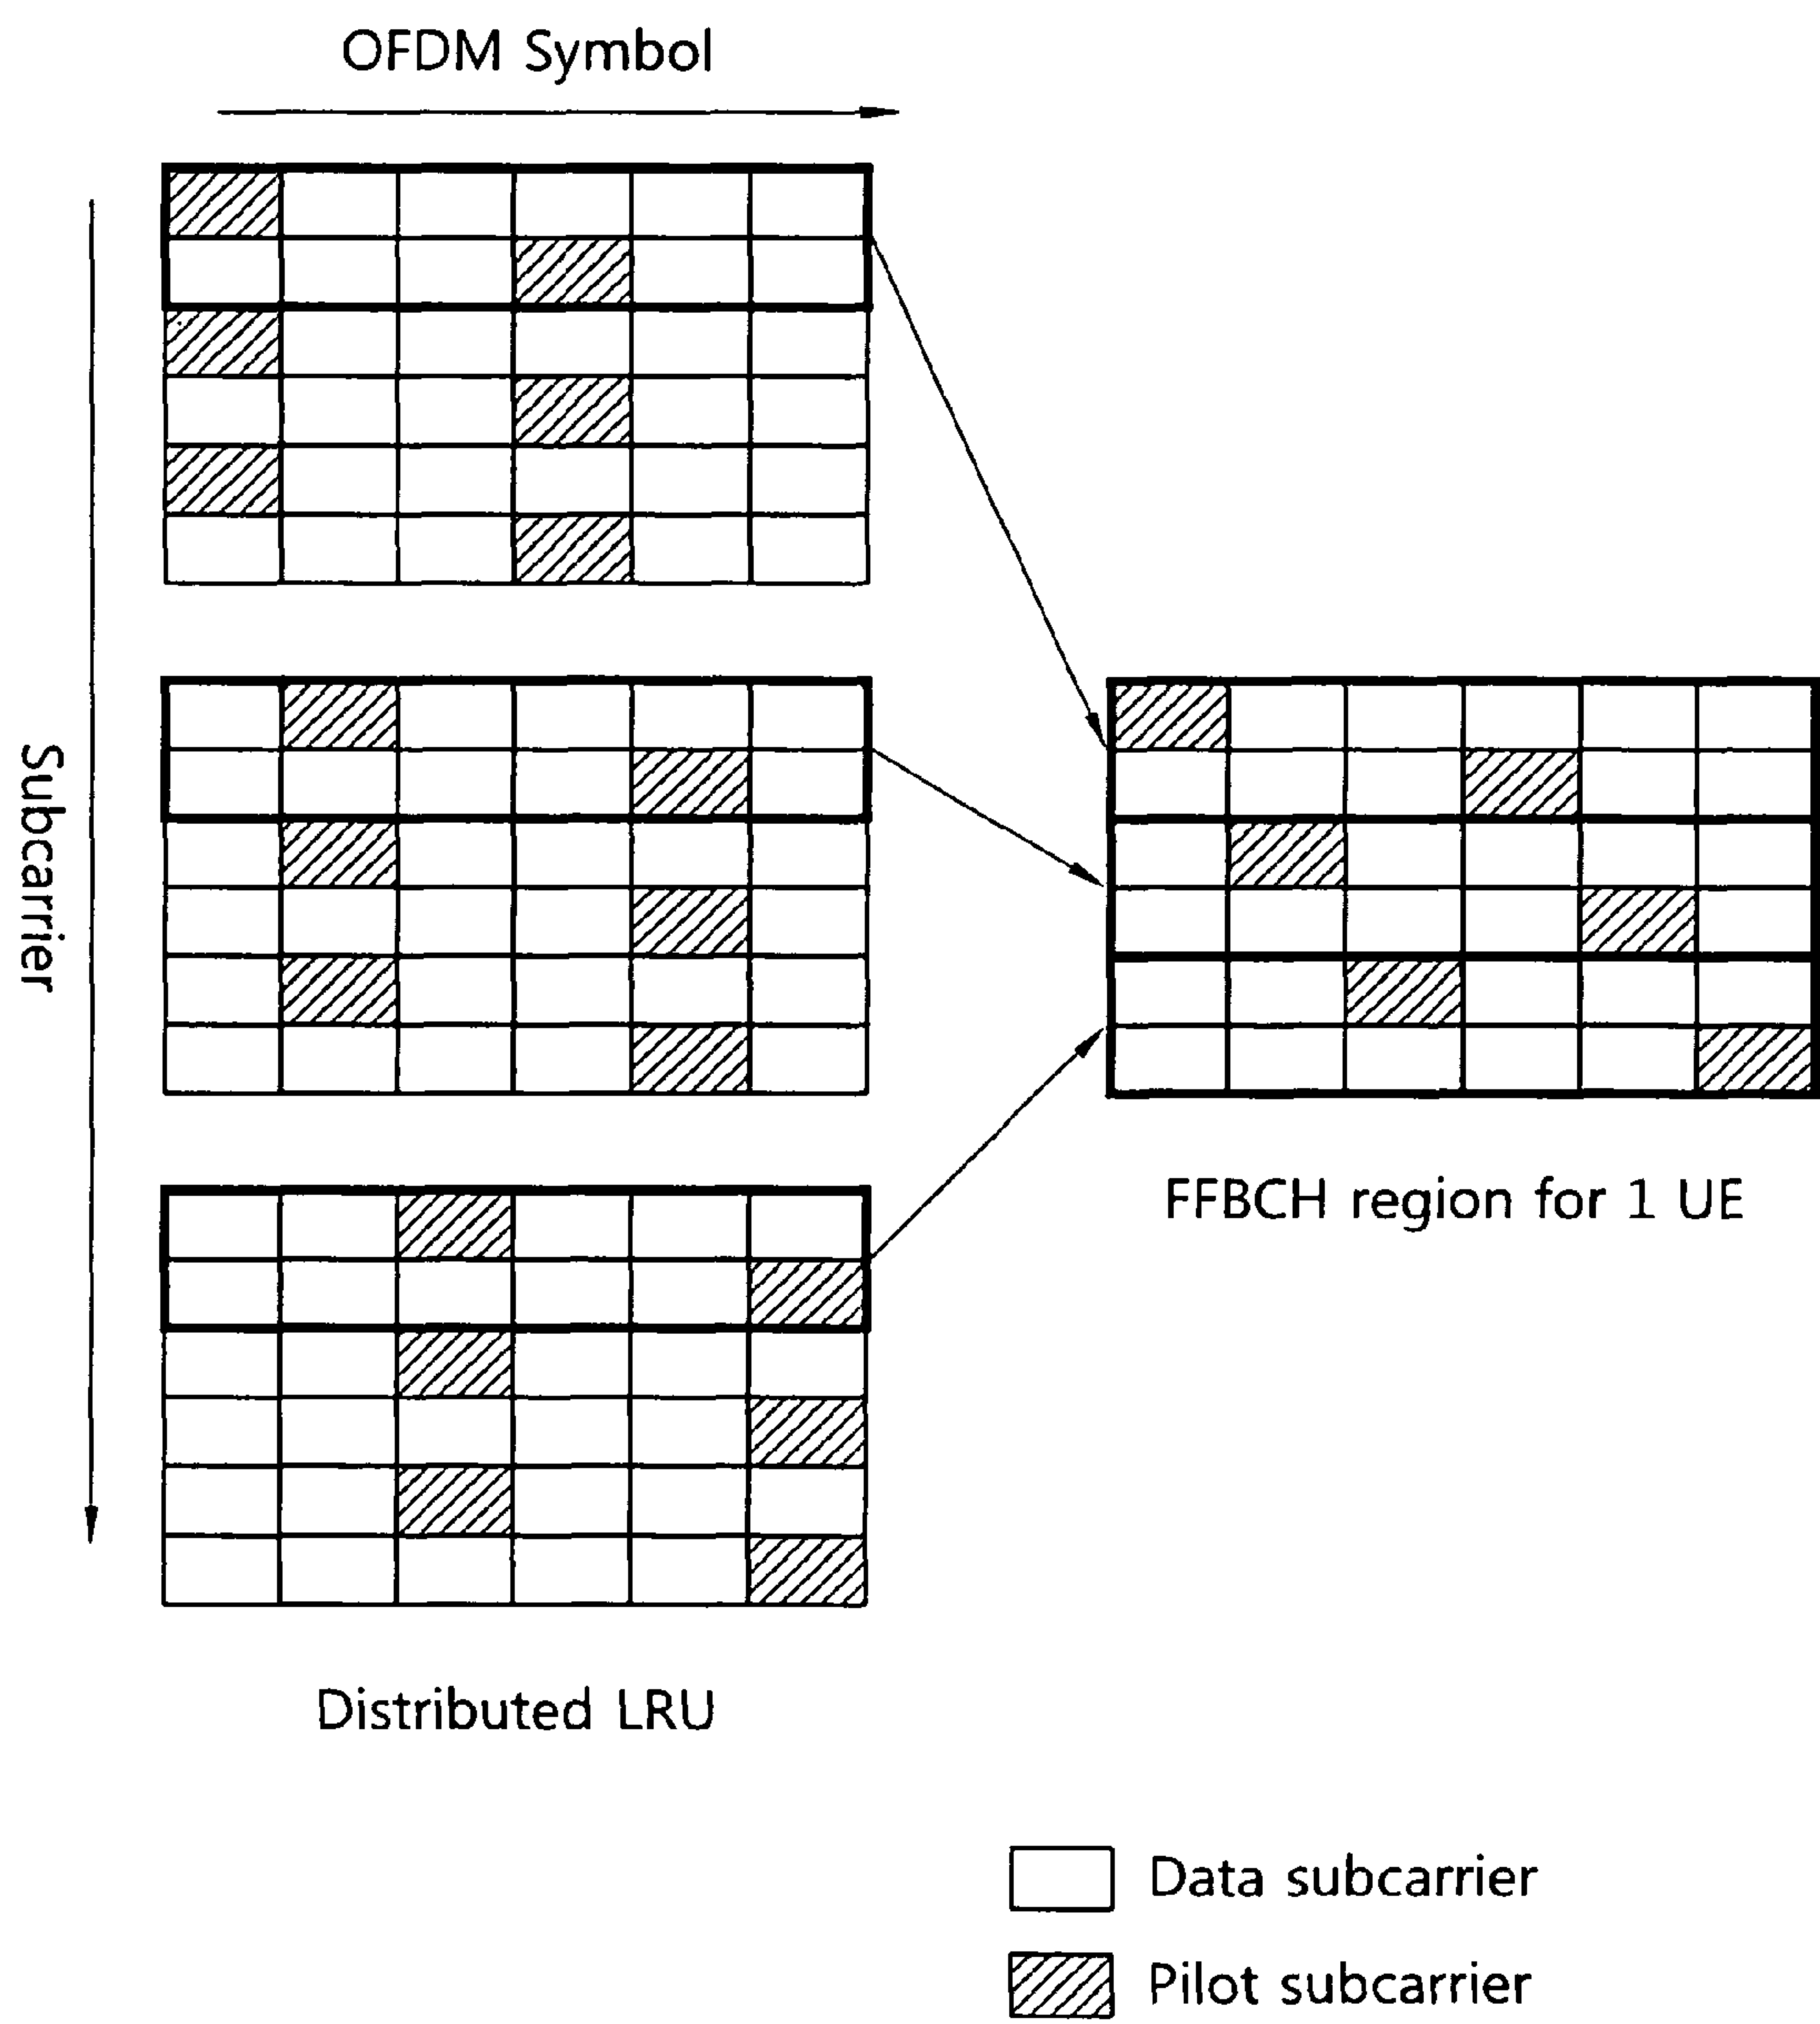 OFDM Symbol
Subcarrier
FFBCH region for 1 UE
Distributed LRU
Data subcarrier
Pilot subcarrier